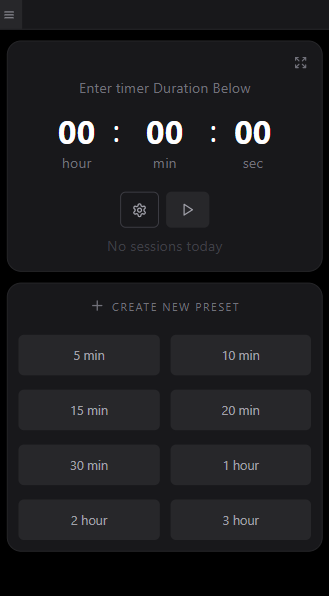 Enter timer Duration Below
00 : 00 : 00
hour min sec
No sessions today
+ CREATE NEW PRESET
5 min 10 min
15 min 20 min
30 min 1 hour
2 hour 3 hour